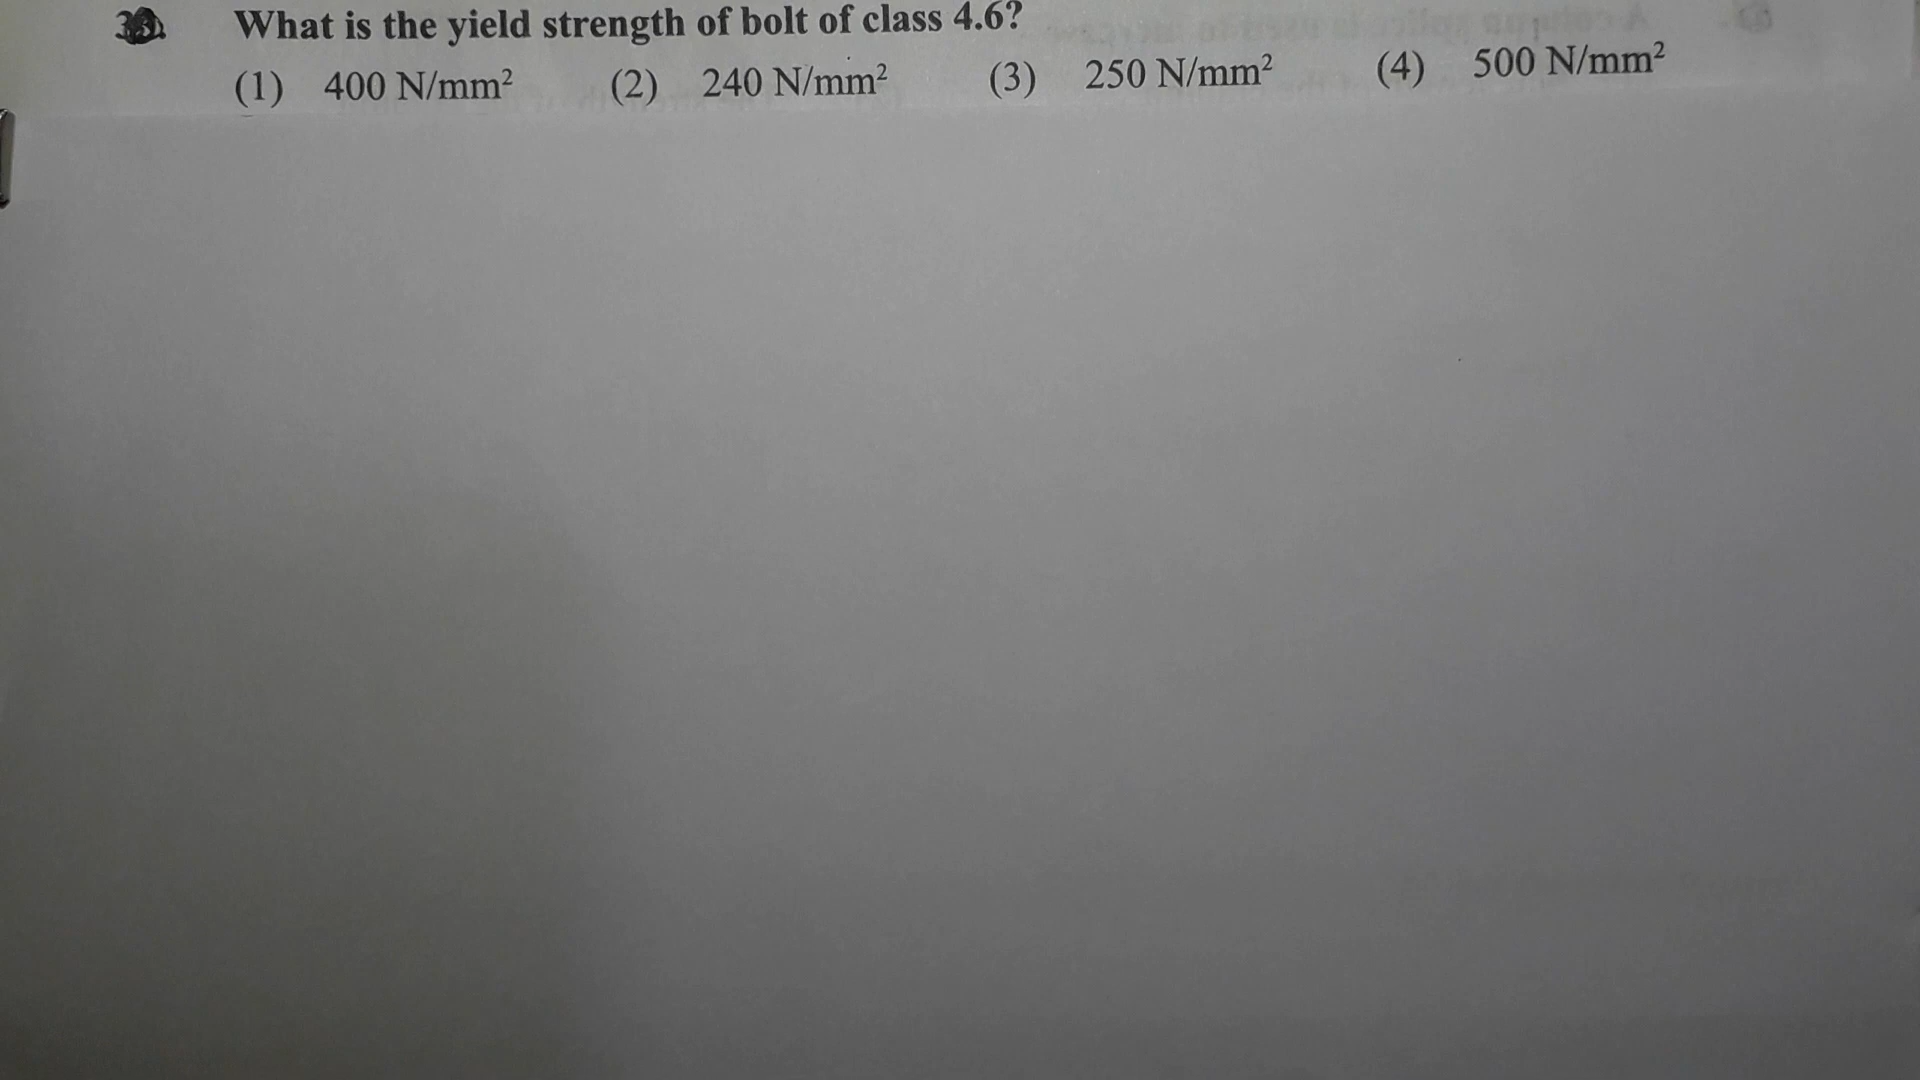 What is the yield strength of bolt of class 4.6?
(1) 400 N/mm² (2) 240 N/mm² (3) 250 N/mm² (4) 500 N/mm²